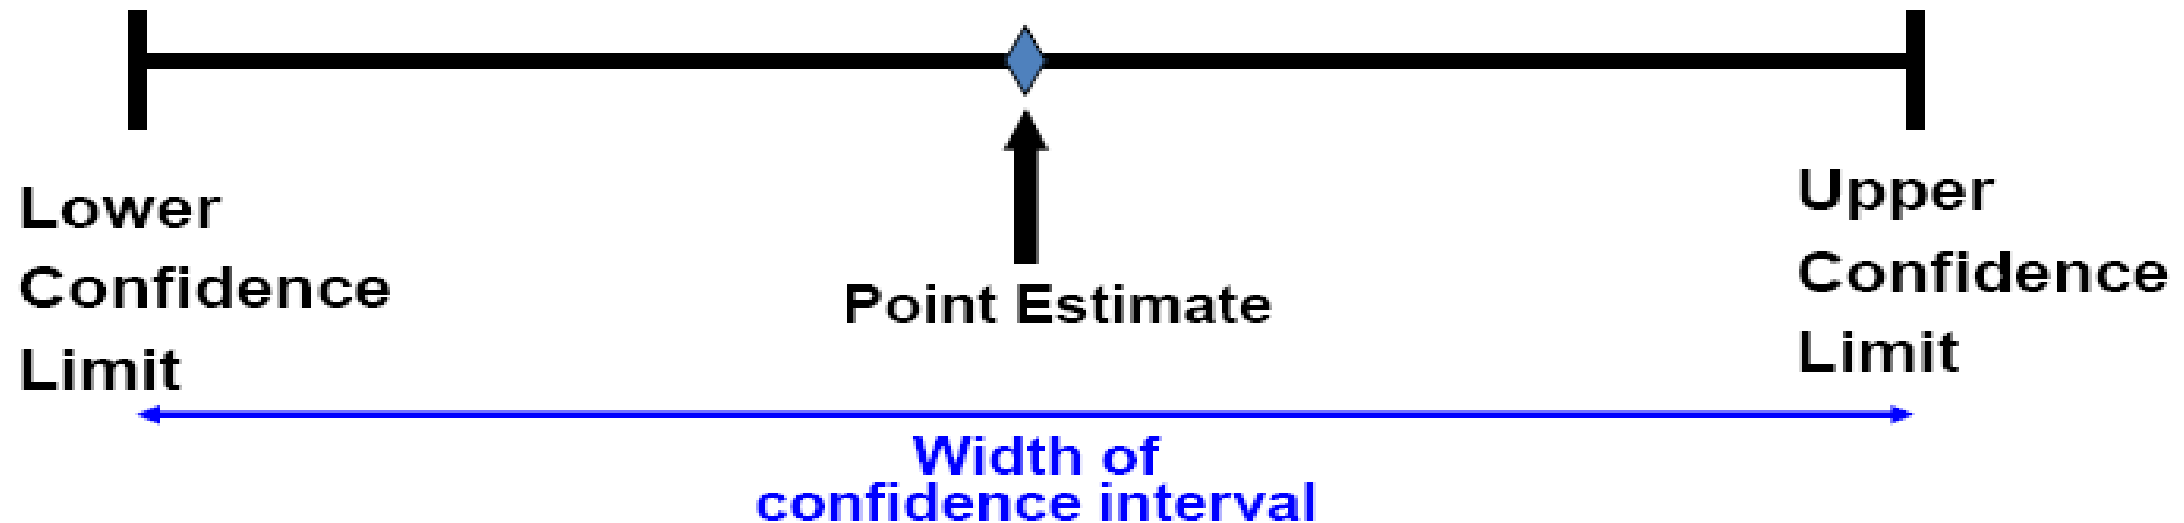 Lower
Confidence
Limit
Point Estimate
Upper
Confidence
Limit
Width of
confidence interval